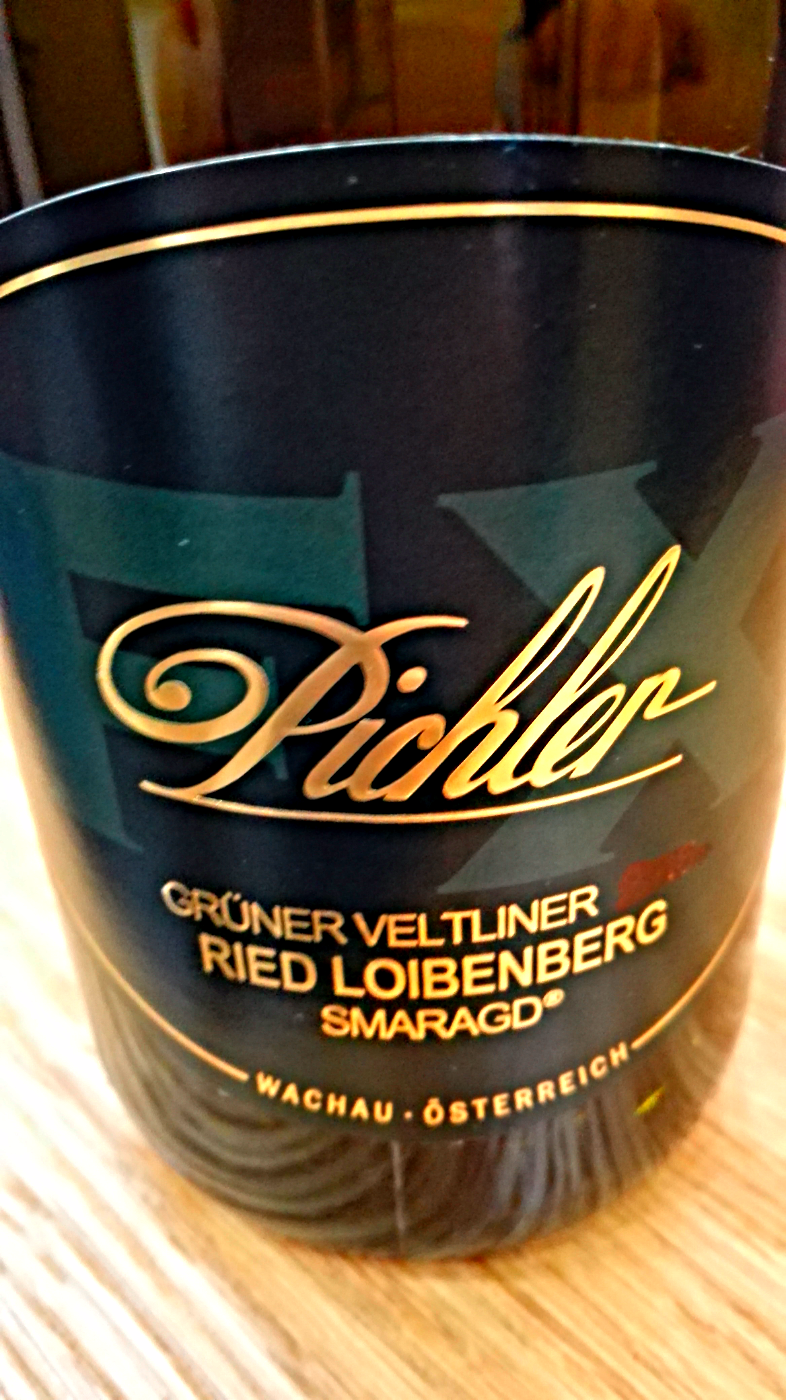 FX
Pichler
GRÜNER VELTLINER
RIED LOIBENBERG
SMARAGD®
WACHAU · ÖSTERREICH